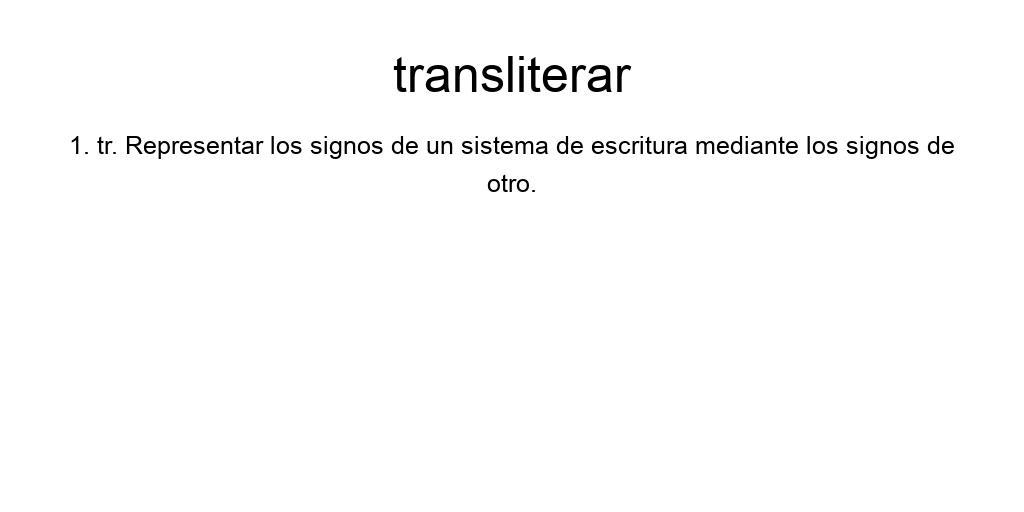 transliterar
1. tr. Representar los signos de un sistema de escritura mediante los signos de
otro.